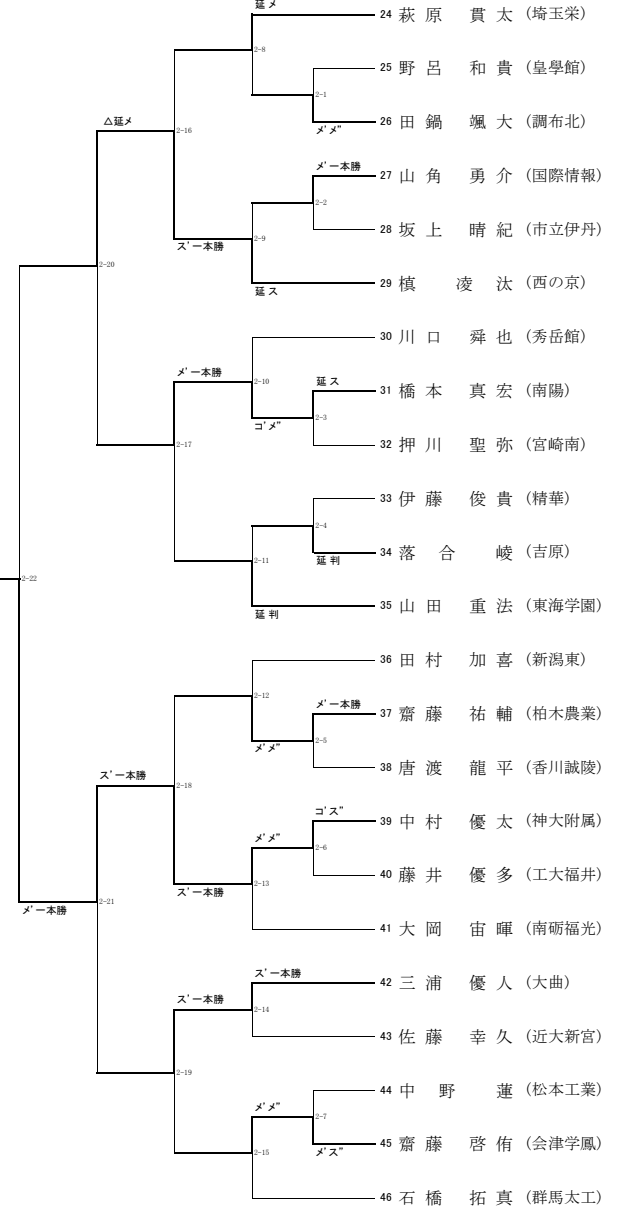 延 メ
24 萩 原 貫 太 (埼玉栄)
2-8
25 野 呂 和 貴 (皇學館)
2-1
26 田 鍋 颯 大 (調布北)
メ' メ"
△延メ
2-16
メ' 一本勝
27 山 角 勇 介 (国際情報)
2-2
28 坂 上 晴 紀 (市立伊丹)
2-9
ス' 一本勝
29 槙 凌 汰 (西の京)
延 ス
2-20
30 川 口 舜 也 (秀岳館)
メ' 一本勝
2-10
延 ス
31 橋 本 真 宏 (南陽)
2-3
コ' メ"
32 押 川 聖 弥 (宮崎南)
2-17
33 伊 藤 俊 貴 (精華)
2-4
34 落 合 崚 (吉原)
延 判
2-11
35 山 田 重 法 (東海学園)
延 判
2-22
36 田 村 加 喜 (新潟東)
2-12
メ' 一本勝
37 齋 藤 祐 輔 (柏木農業)
2-5
メ' メ"
38 唐 渡 龍 平 (香川誠陵)
ス' 一本勝
2-18
コ' ス"
39 中 村 優 太 (神大附属)
メ' メ"
2-6
40 藤 井 優 多 (工大福井)
2-13
ス' 一本勝
41 大 岡 宙 暉 (南砺福光)
2-21
メ' 一本勝
ス' 一本勝
42 三 浦 優 人 (大曲)
ス' 一本勝
2-14
43 佐 藤 幸 久 (近大新宮)
2-19
44 中 野 蓮 (松本工業)
メ' メ"
2-7
45 齋 藤 啓 侑 (会津学鳳)
メ' ス"
2-15
46 石 橋 拓 真 (群馬太工)